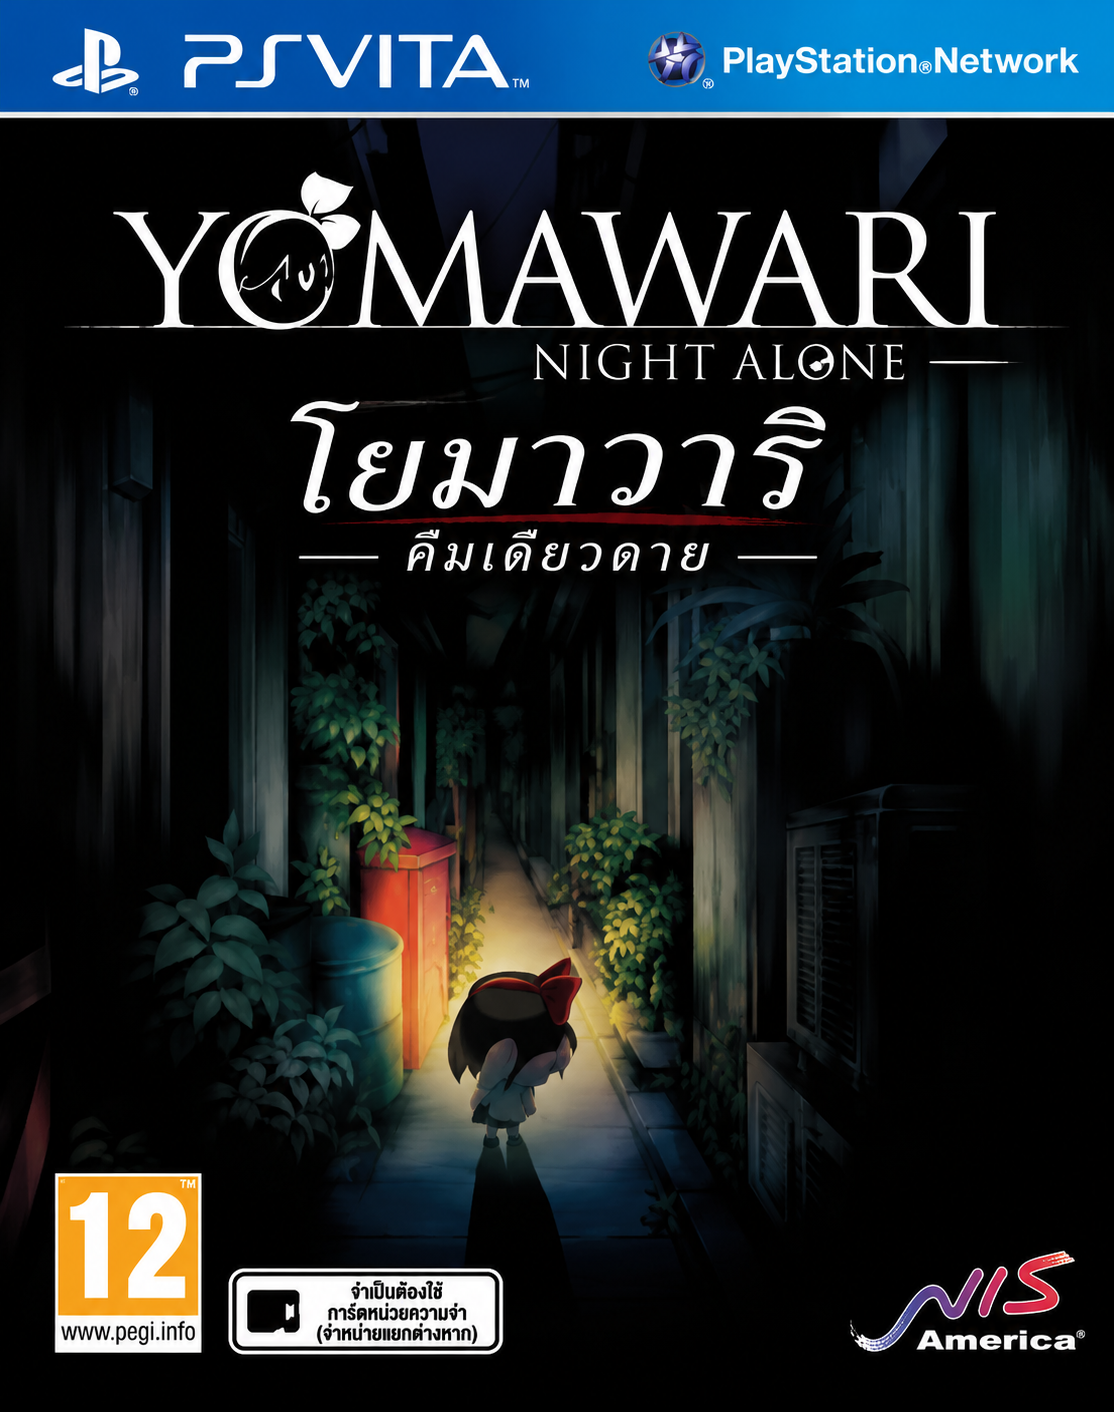 PSVITA™
PlayStation®Network
YOMAWARI
NIGHT ALONE
โยมาวาริ
คืมเดียวดาย
12™
www.pegi.info
จำเป็นต้องใช้
การ์ดหน่วยความจำ
(จำหน่ายแยกต่างหาก)
NIS
America®